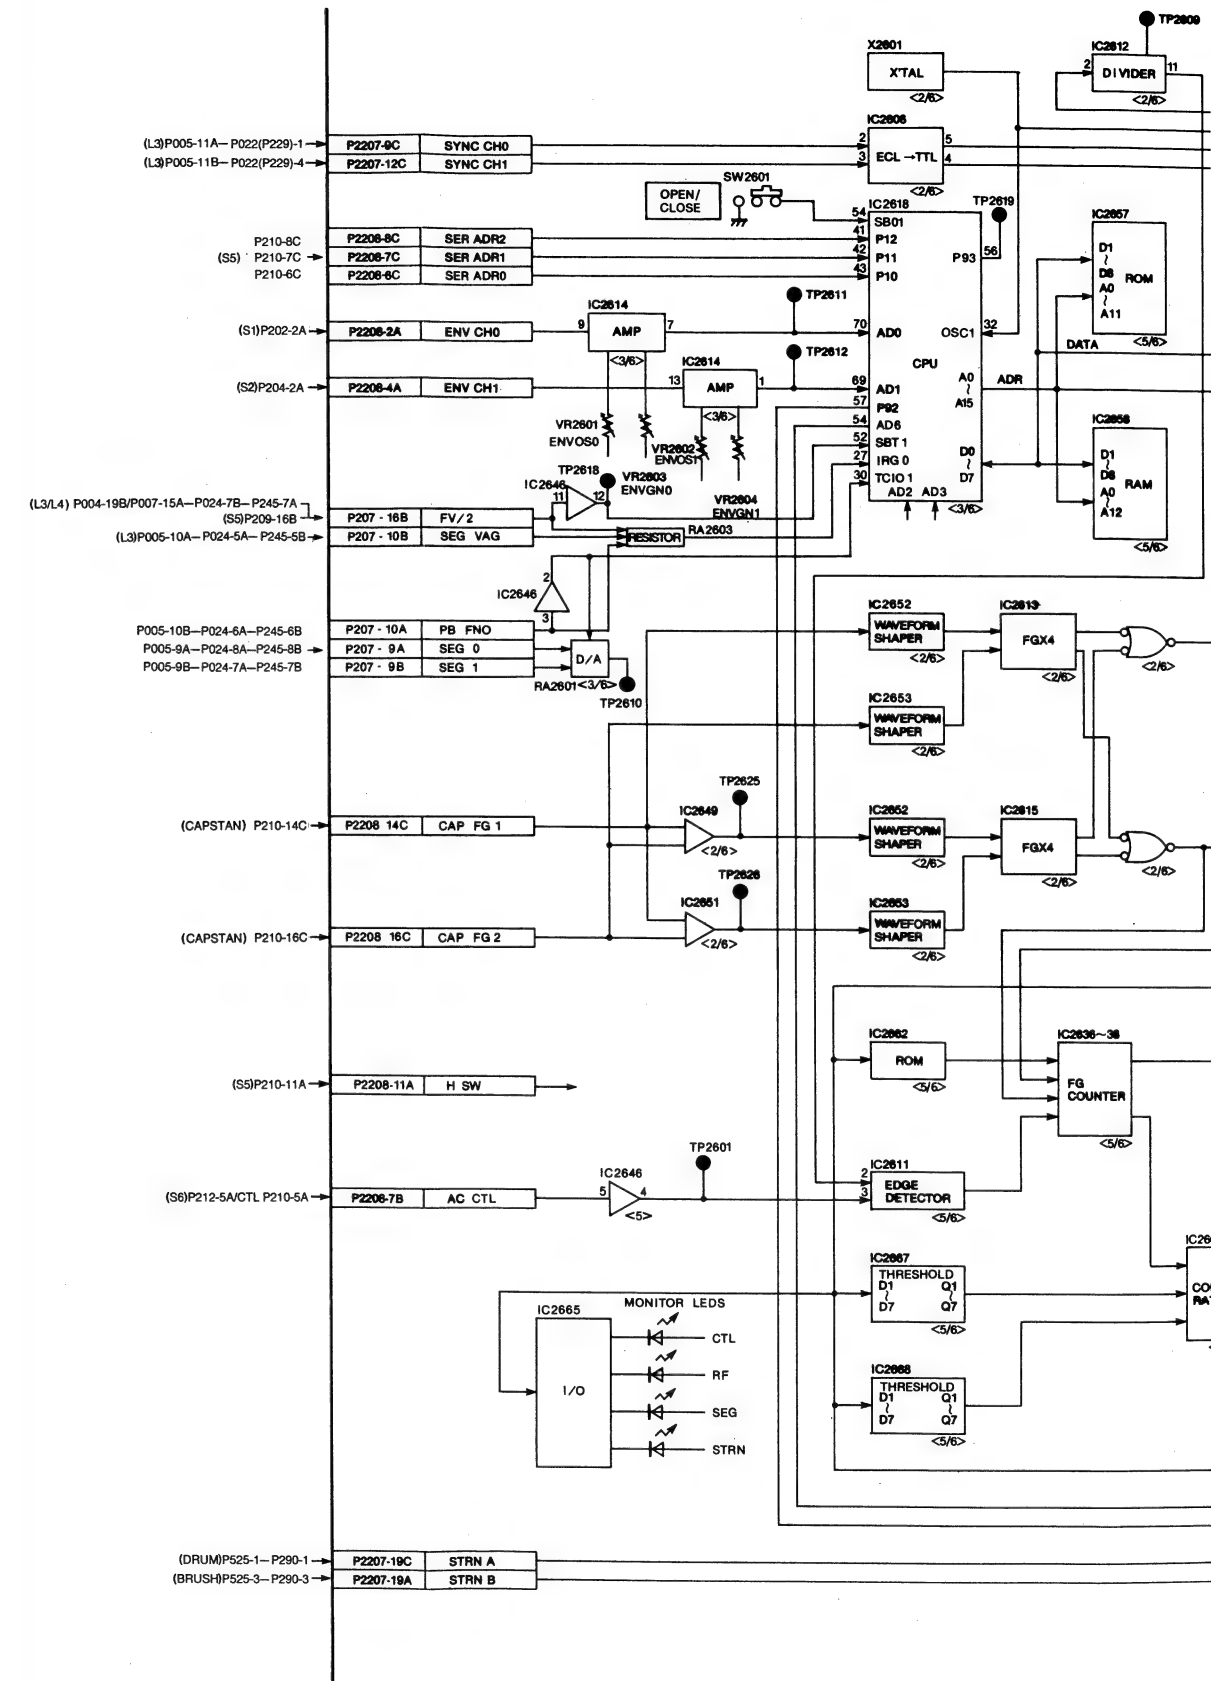 TP2609
X2601
X'TAL
<2/6>
IC2612
2 DIVIDER 11
<2/6>
(L3)P005-11A-P022(P229)-1 P2207-9C SYNC CH0
(L3)P005-11B-P022(P229)-4 P2207-12C SYNC CH1
IC2606
2 5
ECL→TTL
3 4
<2/6>
SW2601
OPEN/
CLOSE
P210-8C P2208-8C SER ADR2
(S5) P210-7C P2208-7C SER ADR1
P210-6C P2208-6C SER ADR0
IC2618
54 SB01
41 P12
42 P11
43 P10
70 AD0
69 AD1
57 P92
54 AD6
52 SBT 1
27 IRG 0
30 TCIO 1
AD2 AD3
<3/6>
CPU
P93 56
TP2619
OSC1 32
A0
~
A15
D0
~
D7
ADR
DATA
IC2657
D1
~
D8
A0
~
A11
ROM
<5/6>
IC2658
D1
~
D8
A0
~
A12
RAM
<5/6>
(S1)P202-2A P2208-2A ENV CH0
IC2614
9 AMP 7
<3/6>
TP2611
(S2)P204-2A P2208-4A ENV CH1
IC2614
13 AMP 1
<3/6>
TP2612
VR2601
ENVOS0
VR2602
ENVOS1
VR2603
ENVGN0
VR2604
ENVGN1
TP2618
IC2646
11 12
(L3/L4) P004-19B/P007-15A-P024-7B-P245-7A
(S5)P209-16B P207 - 16B FV/2
(L3)P005-10A-P024-5A-P245-5B P207 - 10B SEG VAG
RESISTOR
RA2603
IC2646
2
3
P005-10B-P024-6A-P245-6B P207 - 10A PB FNO
P005-9A-P024-8A-P245-8B P207 - 9A SEG 0
P005-9B-P024-7A-P245-7B P207 - 9B SEG 1
D/A
RA2601 <3/6>
TP2610
IC2652
WAVEFORM
SHAPER
<2/6>
IC2613
FGX4
<2/6>
<2/6>
IC2653
WAVEFORM
SHAPER
<2/6>
TP2625
IC2649
<2/6>
(CAPSTAN) P210-14C P2208 14C CAP FG 1
IC2652
WAVEFORM
SHAPER
<2/6>
IC2615
FGX4
<2/6>
<2/6>
TP2626
IC2651
<2/6>
(CAPSTAN) P210-16C P2208 16C CAP FG 2
IC2653
WAVEFORM
SHAPER
<2/6>
IC2662
ROM
<5/6>
IC2636~38
FG
COUNTER
<5/6>
(S5)P210-11A P2208-11A H SW
TP2601
IC2646
5 4
<5>
(S6)P212-5A/CTL P210-5A P2208-7B AC CTL
IC2611
2 EDGE
3 DETECTOR
<5/6>
IC2667
THRESHOLD
D1 Q1
~ ~
D7 Q7
<5/6>
IC26
CO
RA
<
IC2668
THRESHOLD
D1 Q1
~ ~
D7 Q7
<5/6>
IC2665
I/O
MONITOR LEDS
CTL
RF
SEG
STRN
(DRUM)P525-1-P290-1 P2207-19C STRN A
(BRUSH)P525-3-P290-3 P2207-19A STRN B